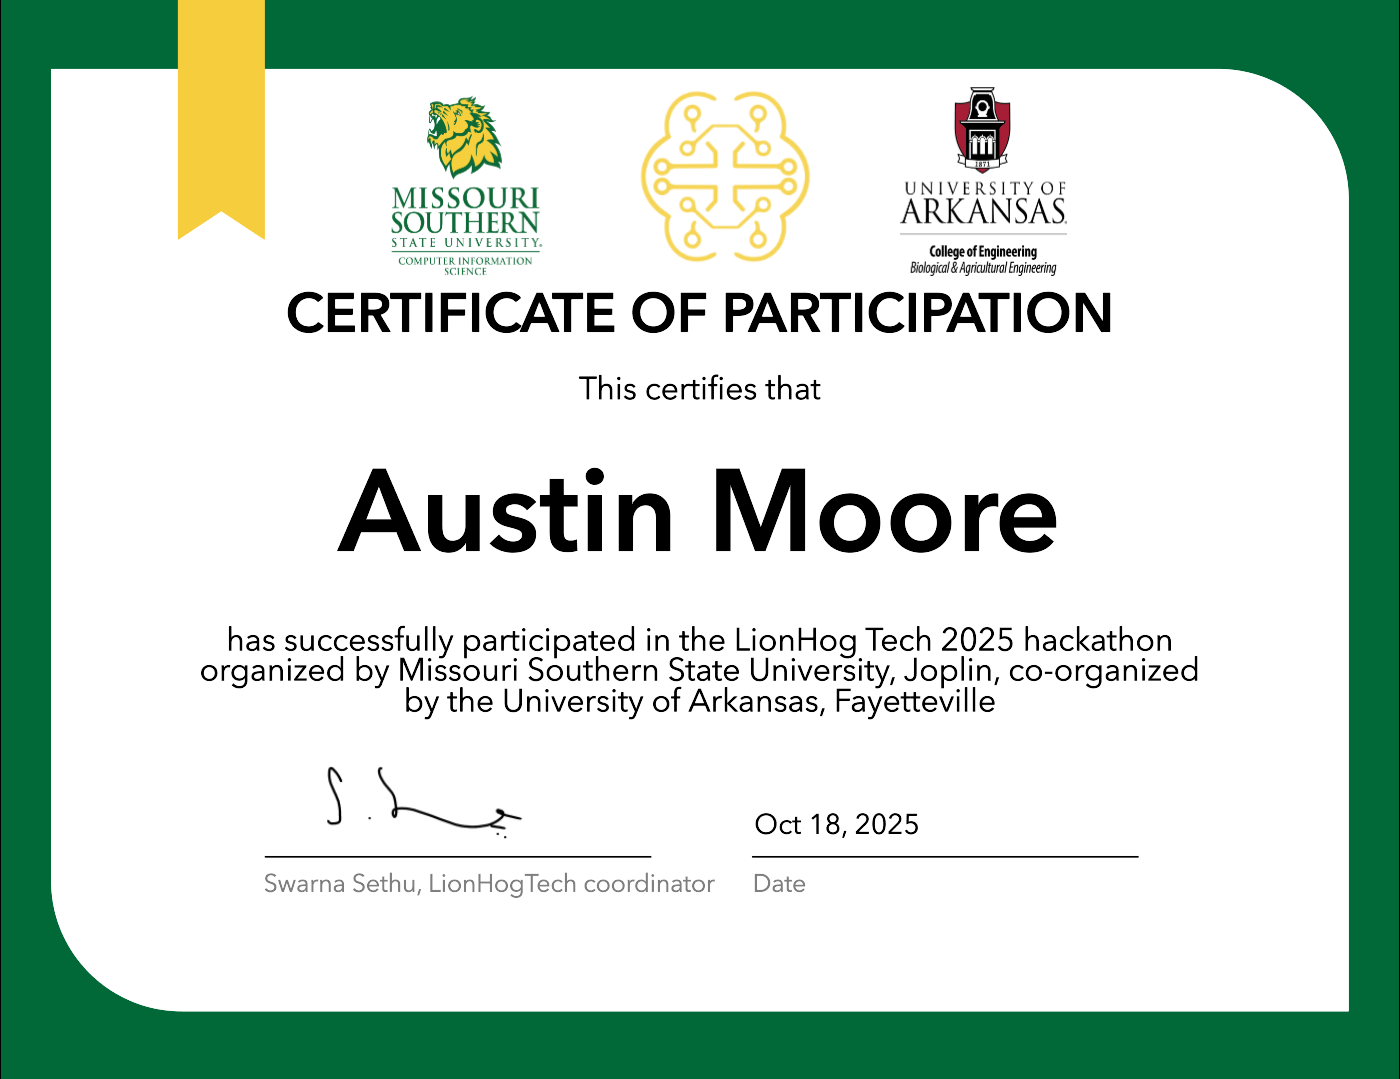 MISSOURI
SOUTHERN
STATE UNIVERSITY.
COMPUTER INFORMATION
SCIENCE
1871
UNIVERSITY OF
ARKANSAS
College of Engineering
Biological & Agricultural Engineering
CERTIFICATE OF PARTICIPATION
This certifies that
Austin Moore
has successfully participated in the LionHog Tech 2025 hackathon
organized by Missouri Southern State University, Joplin, co-organized
by the University of Arkansas, Fayetteville
Oct 18, 2025
Swarna Sethu, LionHogTech coordinator
Date